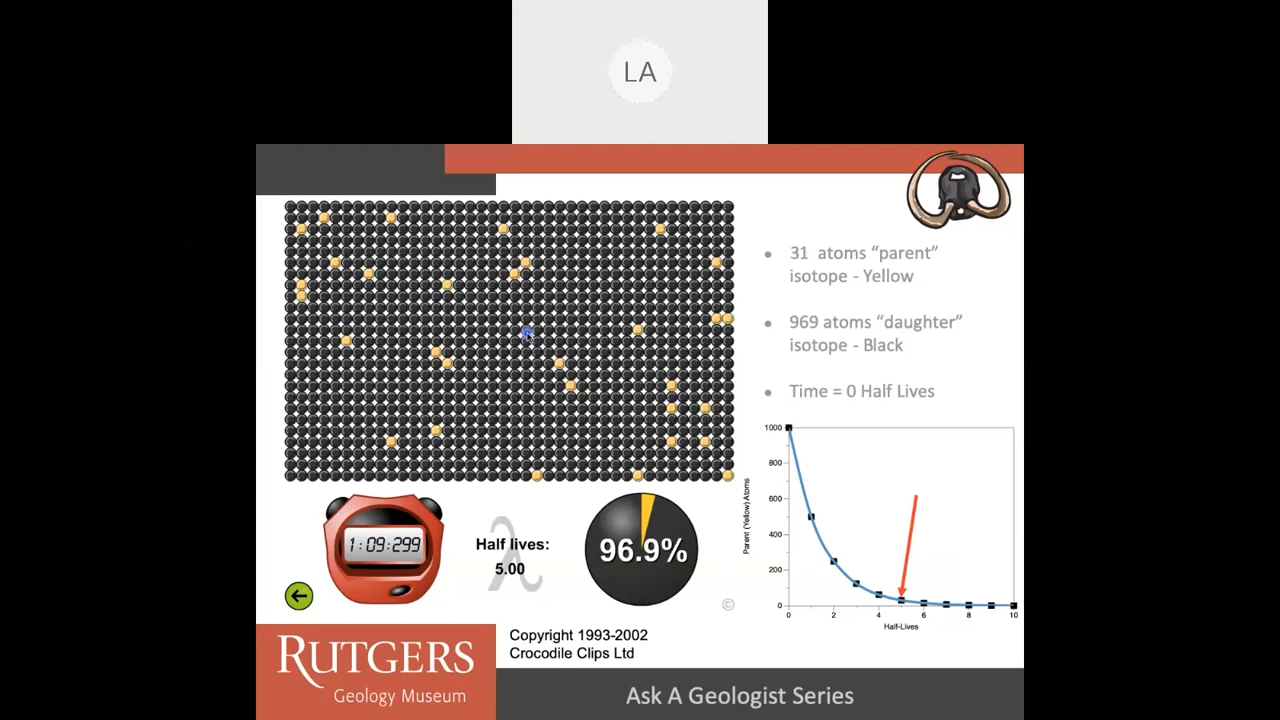 LA
31 atoms “parent”
isotope - Yellow
969 atoms “daughter”
isotope - Black
Time = 0 Half Lives
1:09:299
Half lives:
5.00
λ
96.9%
©
1000
800
600
400
200
0
Parent (Yellow) Atoms
0 2 4 6 8 10
Half-Lives
Copyright 1993-2002
Crocodile Clips Ltd
RUTGERS
Geology Museum
Ask A Geologist Series